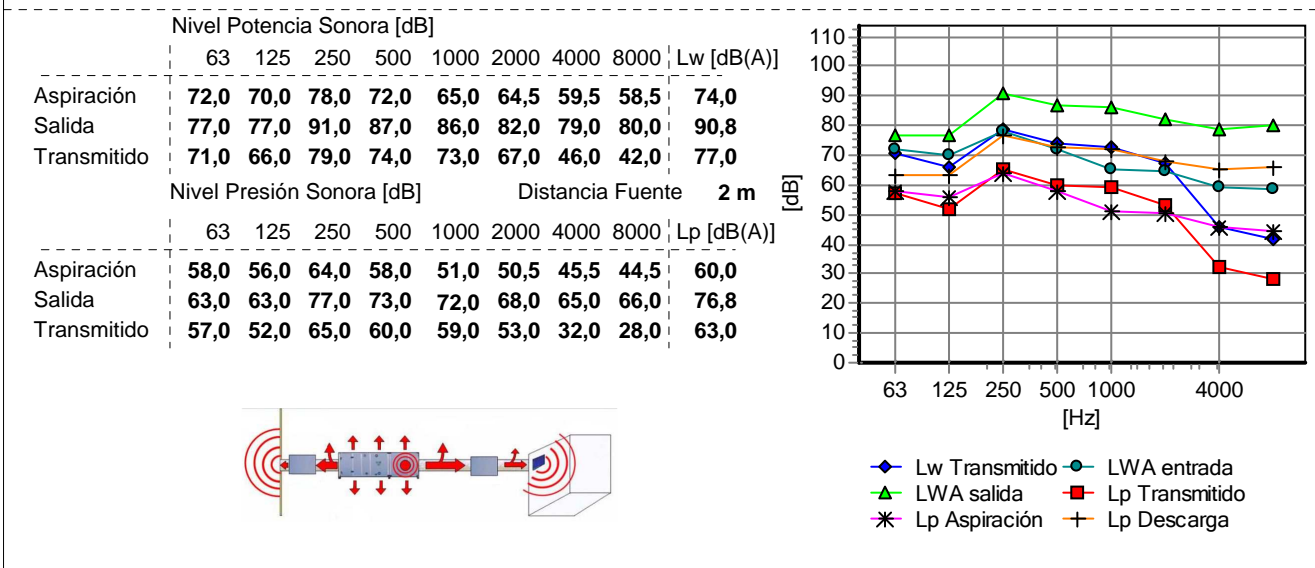 Nivel Potencia Sonora [dB]
63 125 250 500 1000 2000 4000 8000 Lw [dB(A)]
Aspiración 72,0 70,0 78,0 72,0 65,0 64,5 59,5 58,5 74,0
Salida 77,0 77,0 91,0 87,0 86,0 82,0 79,0 80,0 90,8
Transmitido 71,0 66,0 79,0 74,0 73,0 67,0 46,0 42,0 77,0
Nivel Presión Sonora [dB] Distancia Fuente 2 m
63 125 250 500 1000 2000 4000 8000 Lp [dB(A)]
Aspiración 58,0 56,0 64,0 58,0 51,0 50,5 45,5 44,5 60,0
Salida 63,0 63,0 77,0 73,0 72,0 68,0 65,0 66,0 76,8
Transmitido 57,0 52,0 65,0 60,0 59,0 53,0 32,0 28,0 63,0
110
100
90
80
70
60
50
40
30
20
10
0
[dB]
63 125 250 500 1000 4000
[Hz]
Lw Transmitido LWA entrada
LWA salida Lp Transmitido
Lp Aspiración Lp Descarga